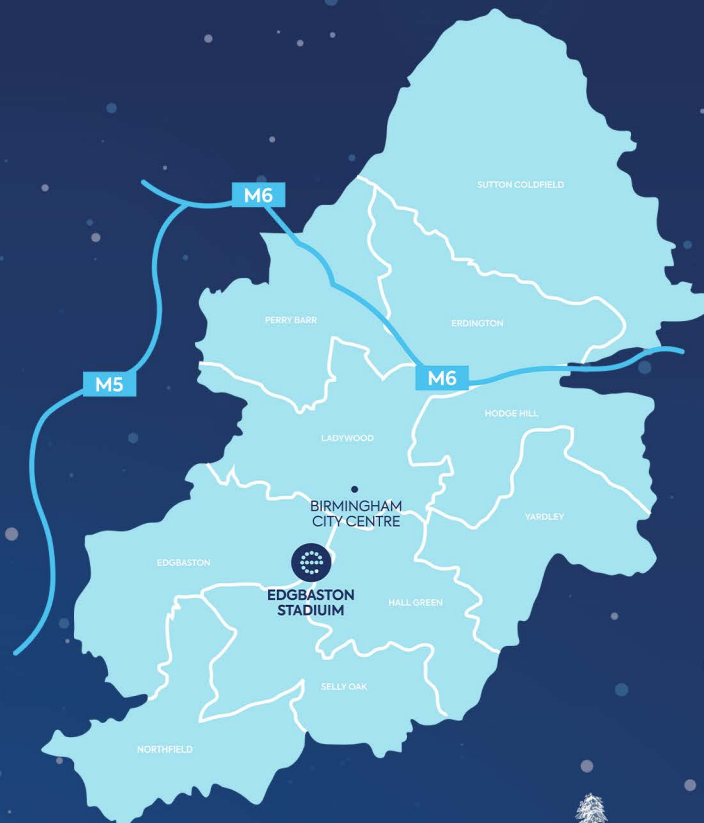 SUTTON COLDFIELD
M6
PERRY BARR
ERDINGTON
M5
M6
HODGE HILL
LADYWOOD
BIRMINGHAM
CITY CENTRE
YARDLEY
EDGBASTON
EDGBASTON
STADIUIM
HALL GREEN
SELLY OAK
NORTHFIELD